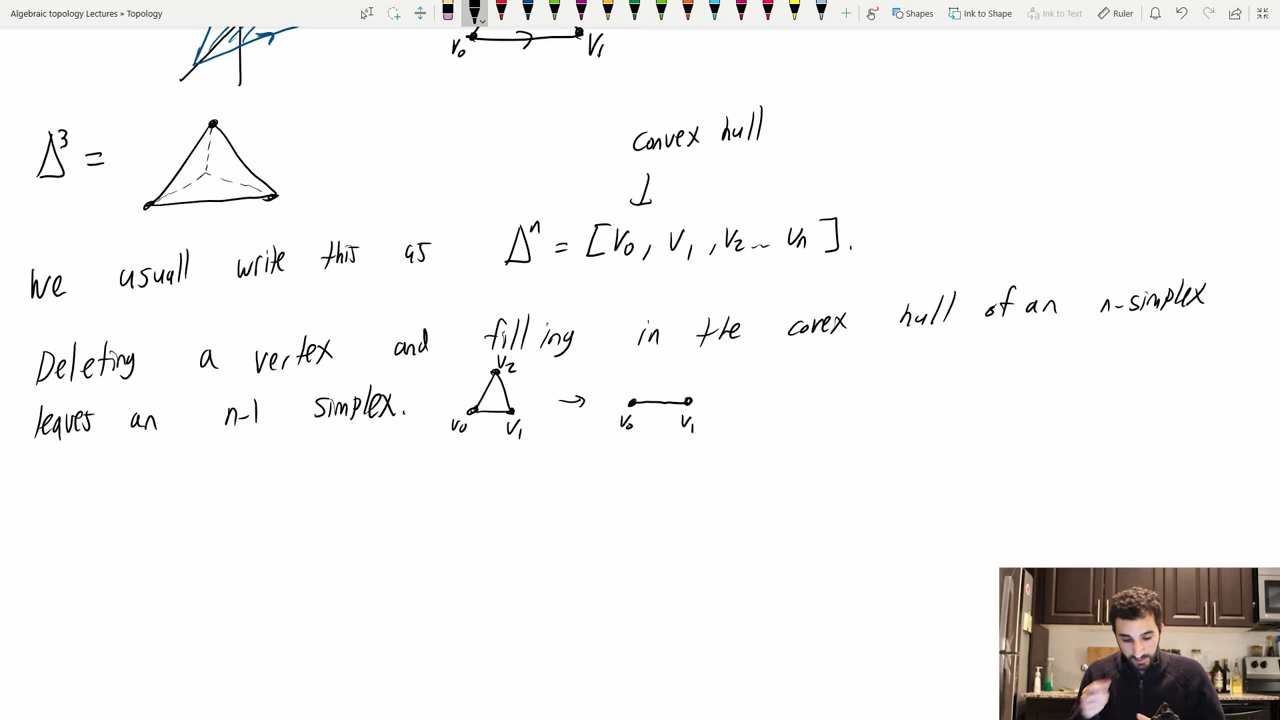 Algebraic topology Lectures » Topology
Shapes
Ink to Shape
Ink to Text
Ruler
V0
V1
Δ³ =
convex hull
↓
We usuall write this as Δⁿ = [V0, V1, V2 ~ Vn].
Deleting a vertex and filling in the corex hull of an n-simplex
leaves an n-1 simplex.
V2
→
V0 V1
V0 V1